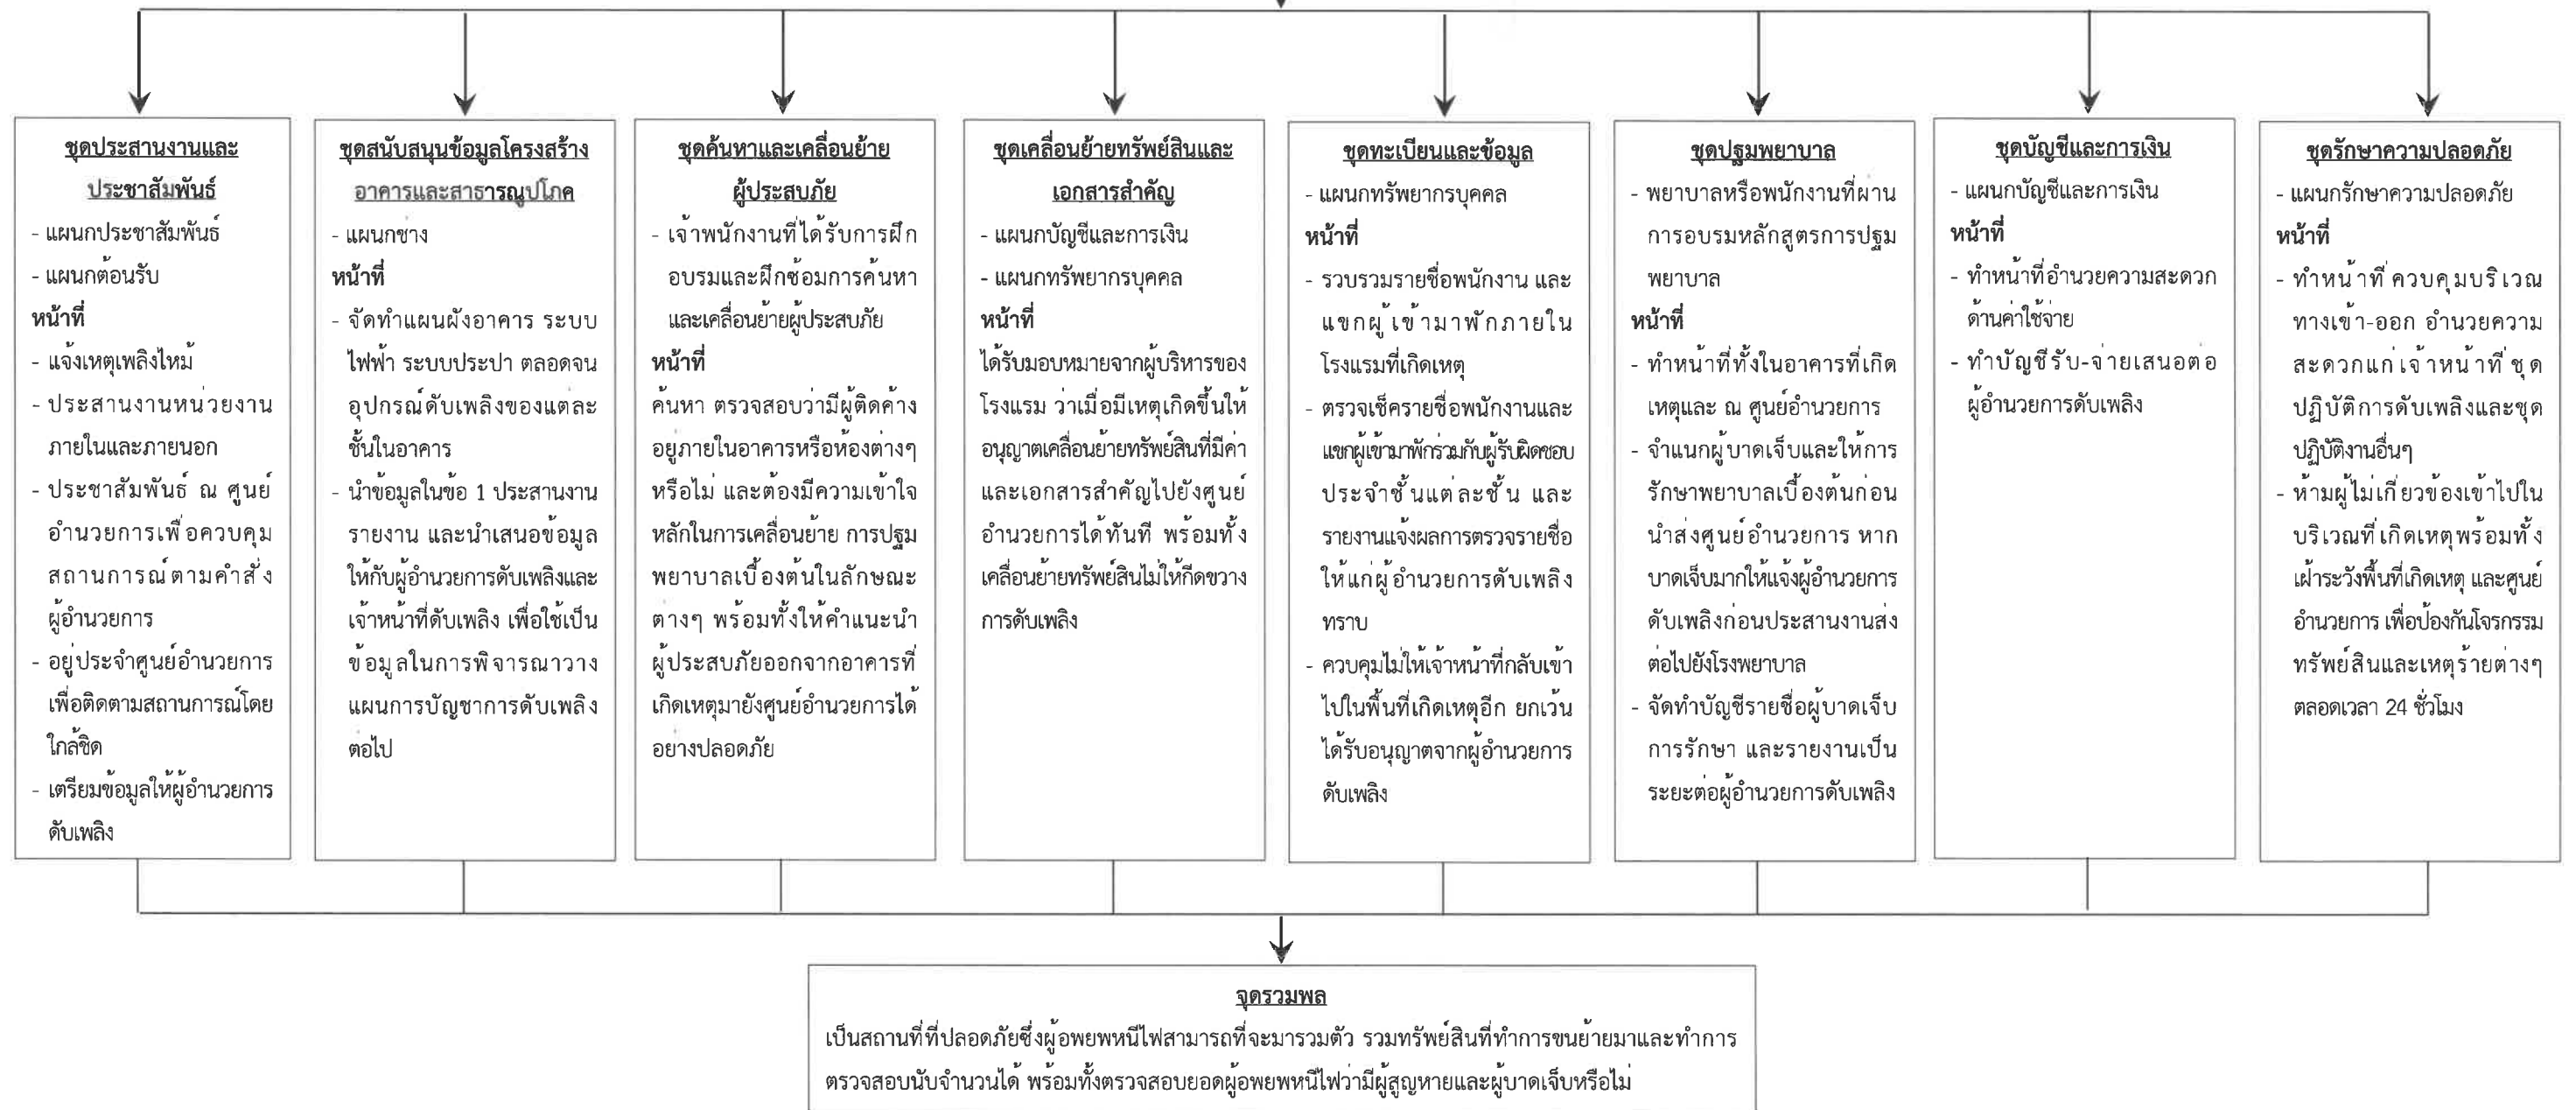 ชุดประสานงานและ
ประชาสัมพันธ์
- แผนกประชาสัมพันธ์
- แผนกต้อนรับ
หน้าที่
- แจ้งเหตุเพลิงไหม้
- ประสานงานหน่วยงาน
ภายในและภายนอก
- ประชาสัมพันธ์ ณ ศูนย์
อำนวยการเพื่อควบคุม
สถานการณ์ตามคำสั่ง
ผู้อำนวยการ
- อยู่ประจำศูนย์อำนวยการ
เพื่อติดตามสถานการณ์โดย
ใกล้ชิด
- เตรียมข้อมูลให้ผู้อำนวยการ
ดับเพลิง
ชุดสนับสนุนข้อมูลโครงสร้าง
อาคารและสาธารณูปโภค
- แผนกช่าง
หน้าที่
- จัดทำแผนผังอาคาร ระบบ
ไฟฟ้า ระบบประปา ตลอดจน
อุปกรณ์ดับเพลิงของแต่ละ
ชั้นในอาคาร
- นำข้อมูลในข้อ 1 ประสานงาน
รายงาน และนำเสนอข้อมูล
ให้กับผู้อำนวยการดับเพลิงและ
เจ้าหน้าที่ดับเพลิง เพื่อใช้เป็น
ข้อมูลในการพิจารณาวาง
แผนการบัญชาการดับเพลิง
ต่อไป
ชุดค้นหาและเคลื่อนย้าย
ผู้ประสบภัย
- เจ้าพนักงานที่ได้รับการฝึก
อบรมและฝึกซ้อมการค้นหา
และเคลื่อนย้ายผู้ประสบภัย
หน้าที่
ค้นหา ตรวจสอบว่ามีผู้ติดค้าง
อยู่ภายในอาคารหรือห้องต่างๆ
หรือไม่ และต้องมีความเข้าใจ
หลักในการเคลื่อนย้าย การปฐม
พยาบาลเบื้องต้นในลักษณะ
ต่างๆ พร้อมทั้งให้คำแนะนำ
ผู้ประสบภัยออกจากอาคารที่
เกิดเหตุมายังศูนย์อำนวยการได้
อย่างปลอดภัย
ชุดเคลื่อนย้ายทรัพย์สินและ
เอกสารสำคัญ
- แผนกบัญชีและการเงิน
- แผนกทรัพยากรบุคคล
หน้าที่
ได้รับมอบหมายจากผู้บริหารของ
โรงแรม ว่าเมื่อมีเหตุเกิดขึ้นให้
อนุญาตเคลื่อนย้ายทรัพย์สินที่มีค่า
และเอกสารสำคัญไปยังศูนย์
อำนวยการได้ทันที พร้อมทั้ง
เคลื่อนย้ายทรัพย์สินไม่ให้กีดขวาง
การดับเพลิง
ชุดทะเบียนและข้อมูล
- แผนกทรัพยากรบุคคล
หน้าที่
- รวบรวมรายชื่อพนักงาน และ
แขกผู้เข้ามาพักภายใน
โรงแรมที่เกิดเหตุ
- ตรวจเช็ครายชื่อพนักงานและ
แขกผู้เข้ามาพักร่วมกับผู้รับผิดชอบ
ประจำชั้นแต่ละชั้น และ
รายงานแจ้งผลการตรวจรายชื่อ
ให้แก่ผู้อำนวยการดับเพลิง
ทราบ
- ควบคุมไม่ให้เจ้าหน้าที่กลับเข้า
ไปในพื้นที่เกิดเหตุอีก ยกเว้น
ได้รับอนุญาตจากผู้อำนวยการ
ดับเพลิง
ชุดปฐมพยาบาล
- พยาบาลหรือพนักงานที่ผ่าน
การอบรมหลักสูตรการปฐม
พยาบาล
หน้าที่
- ทำหน้าที่ทั้งในอาคารที่เกิด
เหตุและ ณ ศูนย์อำนวยการ
- จำแนกผู้บาดเจ็บและให้การ
รักษาพยาบาลเบื้องต้นก่อน
นำส่งศูนย์อำนวยการ หาก
บาดเจ็บมากให้แจ้งผู้อำนวยการ
ดับเพลิงก่อนประสานงานส่ง
ต่อไปยังโรงพยาบาล
- จัดทำบัญชีรายชื่อผู้บาดเจ็บ
การรักษา และรายงานเป็น
ระยะต่อผู้อำนวยการดับเพลิง
ชุดบัญชีและการเงิน
- แผนกบัญชีและการเงิน
หน้าที่
- ทำหน้าที่อำนวยความสะดวก
ด้านค่าใช้จ่าย
- ทำบัญชีรับ-จ่ายเสนอต่อ
ผู้อำนวยการดับเพลิง
ชุดรักษาความปลอดภัย
- แผนกรักษาความปลอดภัย
หน้าที่
- ทำหน้าที่ควบคุมบริเวณ
ทางเข้า-ออก อำนวยความ
สะดวกแก่เจ้าหน้าที่ชุด
ปฏิบัติการดับเพลิงและชุด
ปฏิบัติงานอื่นๆ
- ห้ามผู้ไม่เกี่ยวข้องเข้าไปใน
บริเวณที่เกิดเหตุพร้อมทั้ง
เฝ้าระวังพื้นที่เกิดเหตุ และศูนย์
อำนวยการ เพื่อป้องกันโจรกรรม
ทรัพย์สินและเหตุร้ายต่างๆ
ตลอดเวลา 24 ชั่วโมง
จุดรวมพล
เป็นสถานที่ที่ปลอดภัยซึ่งผู้อพยพหนีไฟสามารถที่จะมารวมตัว รวมทรัพย์สินที่ทำการขนย้ายมาและทำการ
ตรวจสอบนับจำนวนได้ พร้อมทั้งตรวจสอบยอดผู้อพยพหนีไฟว่ามีผู้สูญหายและผู้บาดเจ็บหรือไม่